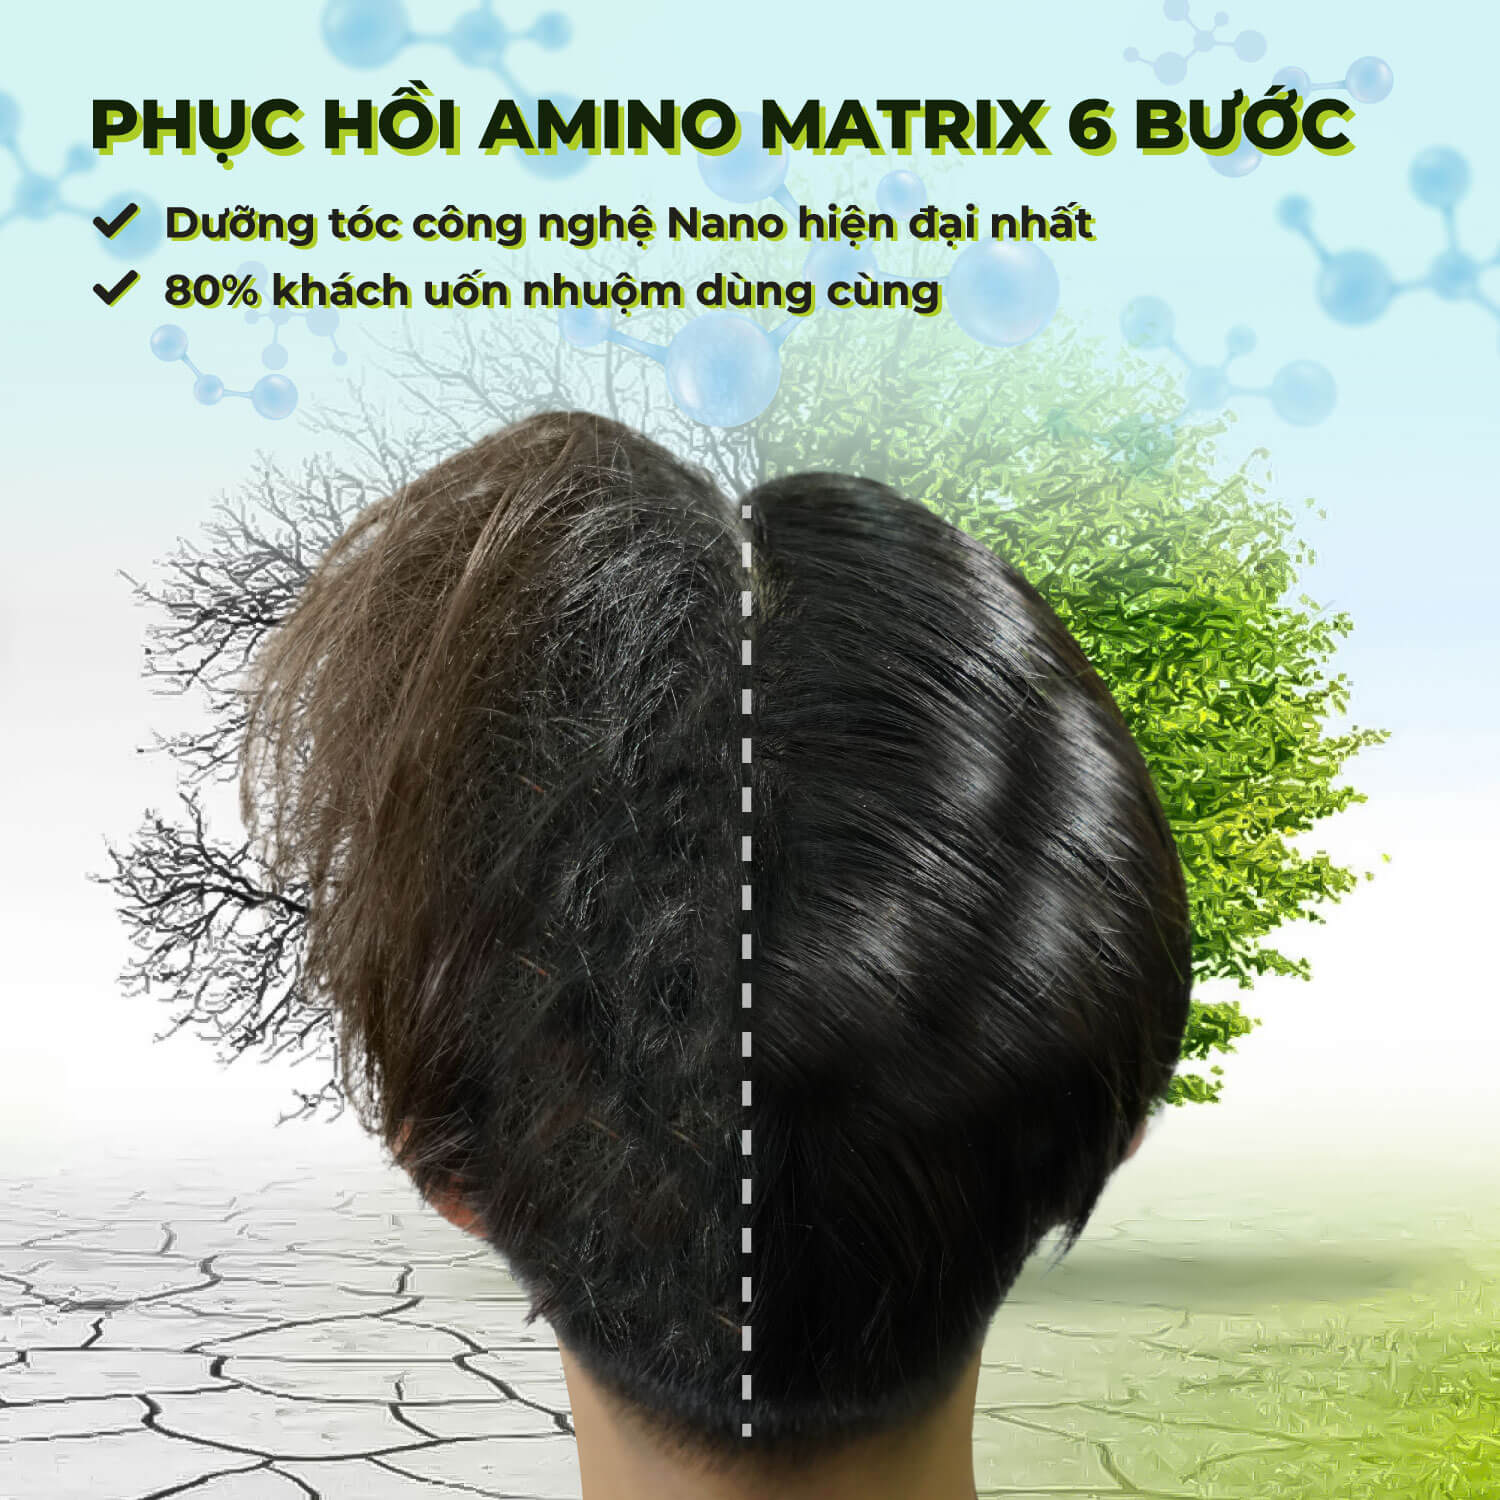 PHỤC HỒI AMINO MATRIX 6 BƯỚC
Dưỡng tóc công nghệ Nano hiện đại nhất
80% khách uốn nhuộm dùng cùng